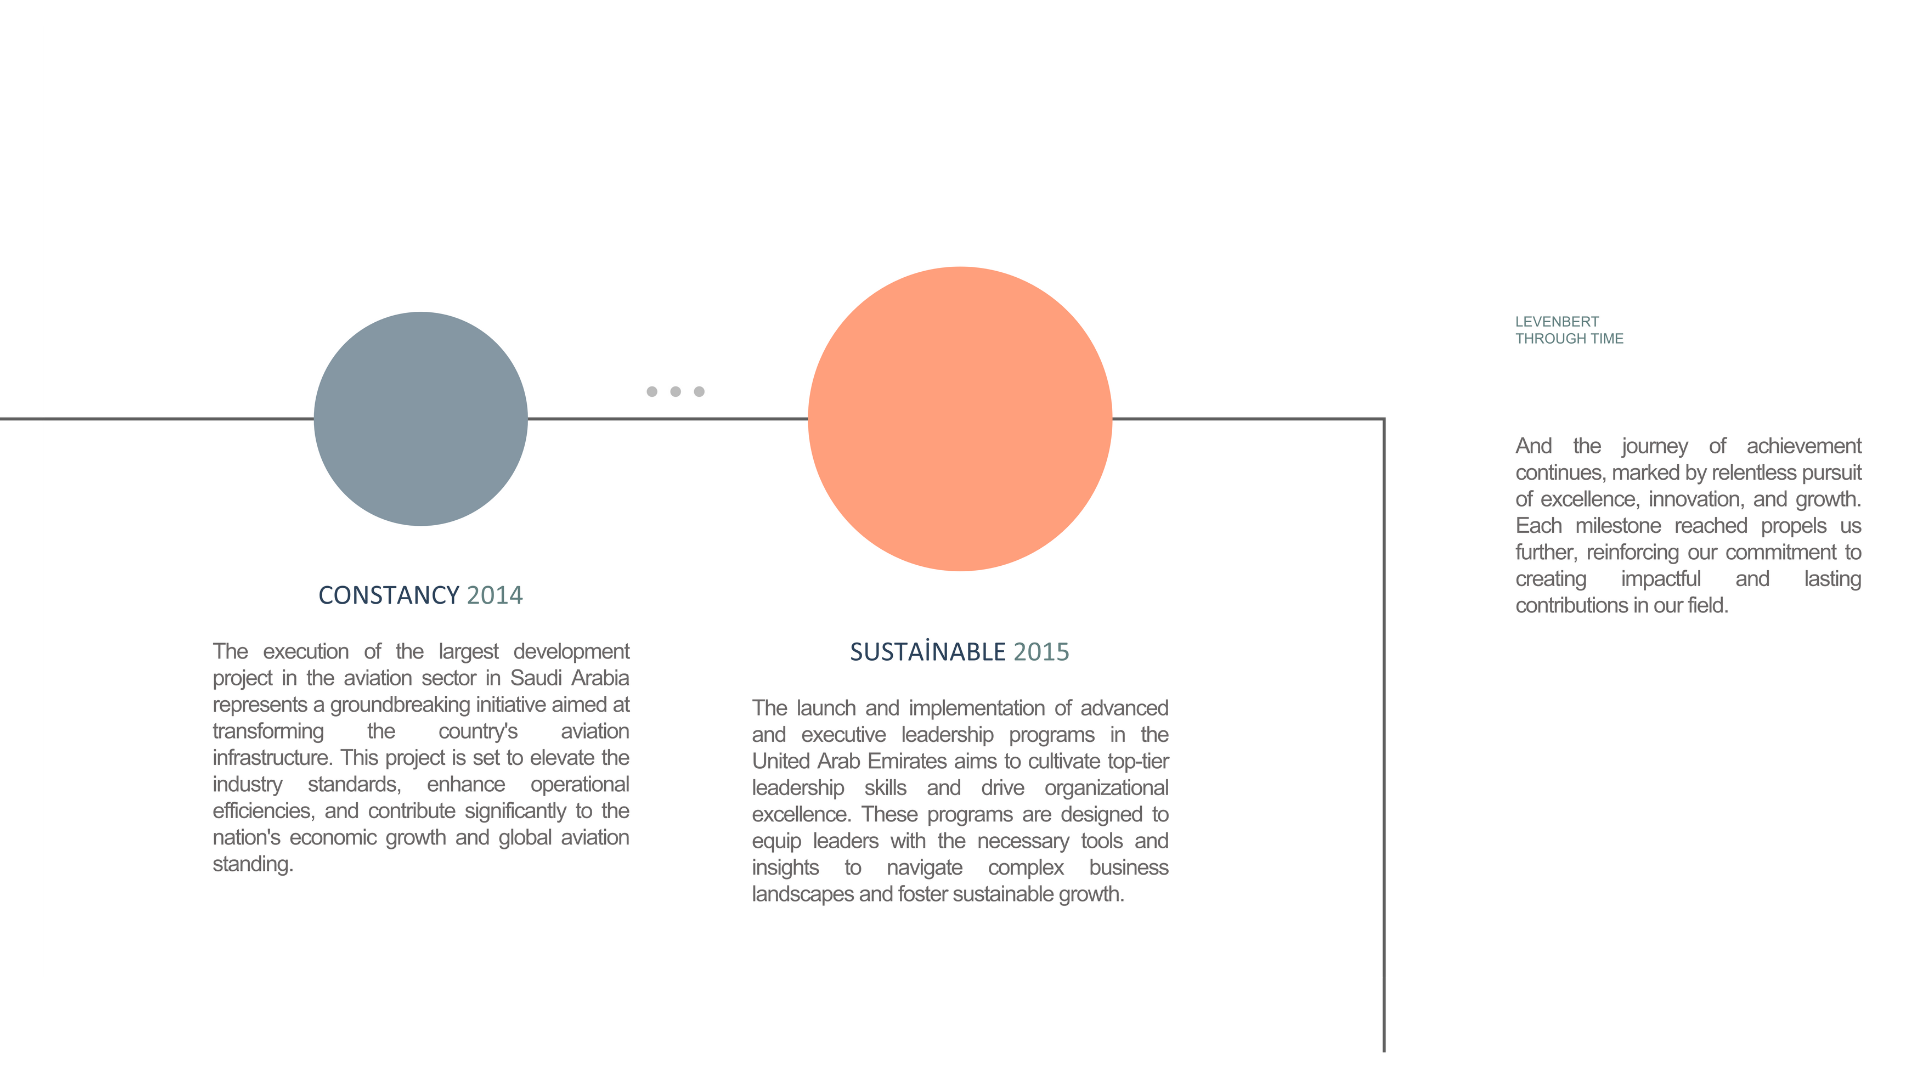 CONSTANCY 2014
The execution of the largest development
project in the aviation sector in Saudi Arabia
represents a groundbreaking initiative aimed at
transforming the country's aviation
infrastructure. This project is set to elevate the
industry standards, enhance operational
efficiencies, and contribute significantly to the
nation's economic growth and global aviation
standing.
SUSTAİNABLE 2015
The launch and implementation of advanced
and executive leadership programs in the
United Arab Emirates aims to cultivate top-tier
leadership skills and drive organizational
excellence. These programs are designed to
equip leaders with the necessary tools and
insights to navigate complex business
landscapes and foster sustainable growth.
LEVENBERT
THROUGH TIME
And the journey of achievement
continues, marked by relentless pursuit
of excellence, innovation, and growth.
Each milestone reached propels us
further, reinforcing our commitment to
creating impactful and lasting
contributions in our field.